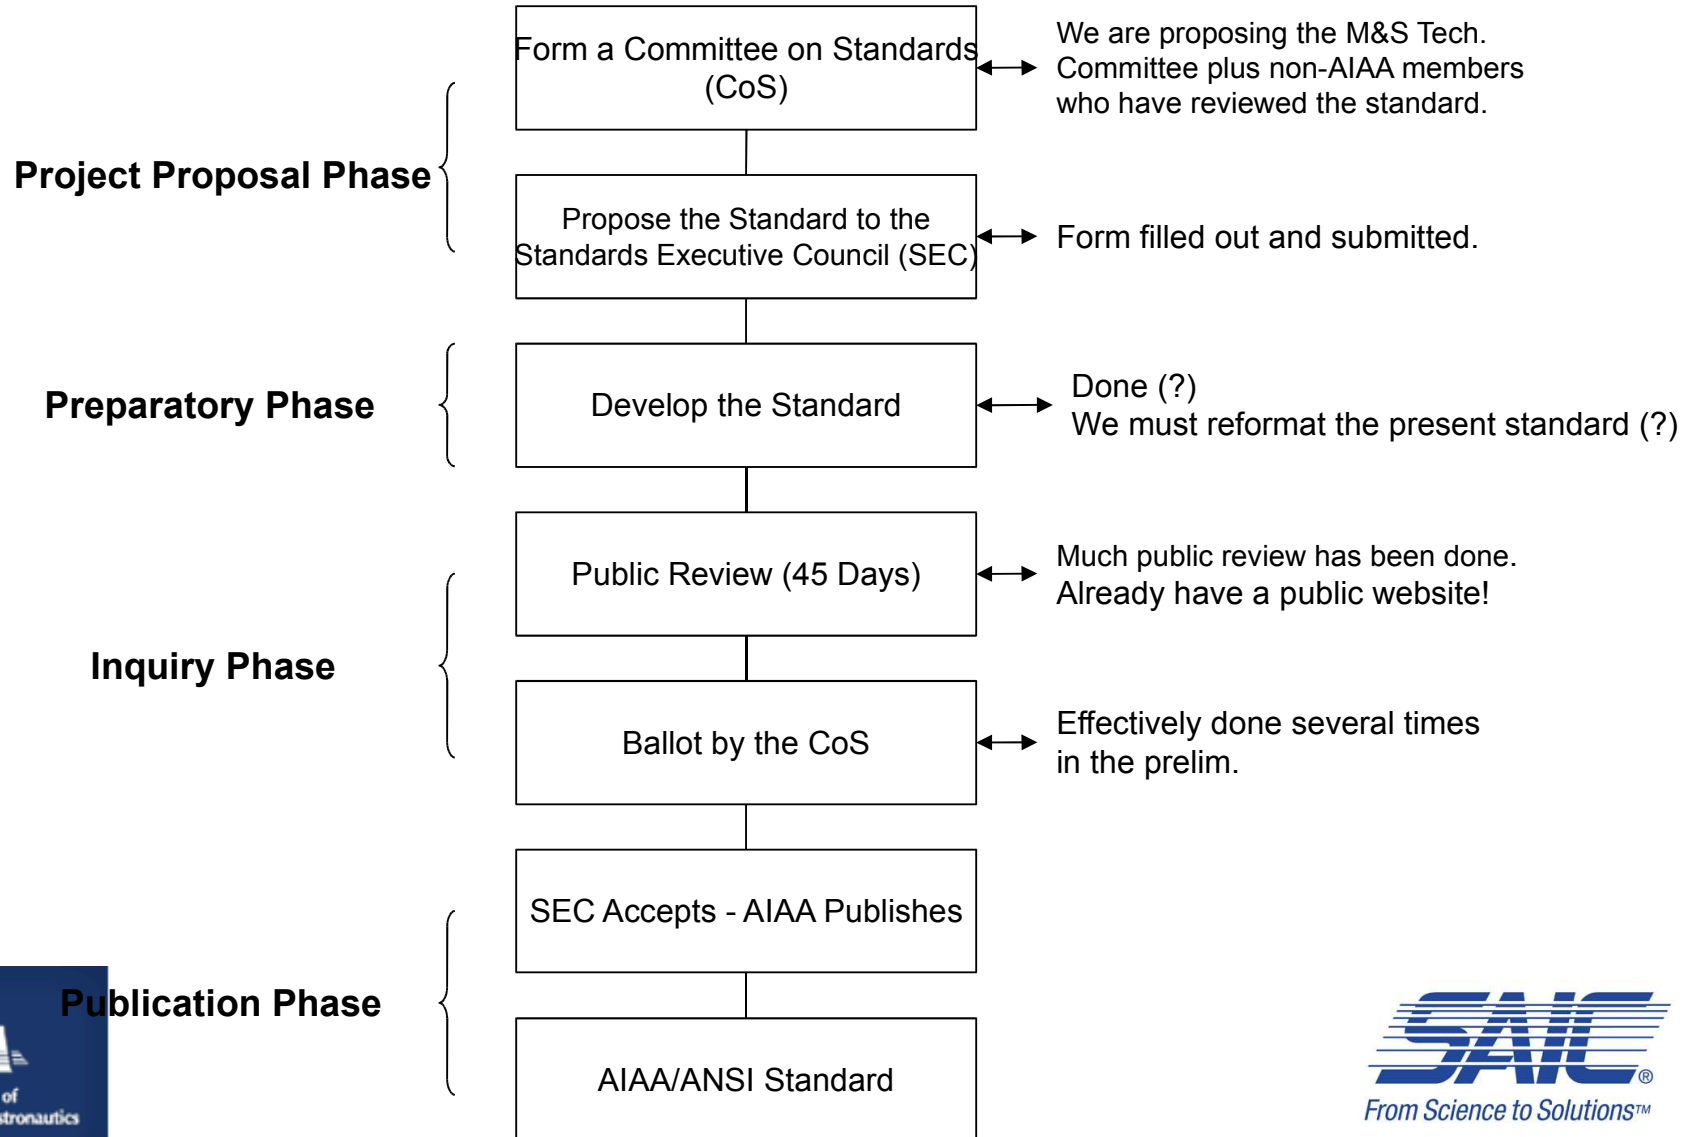 Form a Committee on Standards
(CoS)
We are proposing the M&S Tech.
Committee plus non-AIAA members
who have reviewed the standard.
Project Proposal Phase
Propose the Standard to the
Standards Executive Council (SEC)
Form filled out and submitted.
Preparatory Phase
Develop the Standard
Done (?)
We must reformat the present standard (?)
Public Review (45 Days)
Much public review has been done.
Already have a public website!
Inquiry Phase
Ballot by the CoS
Effectively done several times
in the prelim.
SEC Accepts - AIAA Publishes
Publication Phase
AIAA/ANSI Standard
of
stronautics
SAIC®
From Science to Solutions™